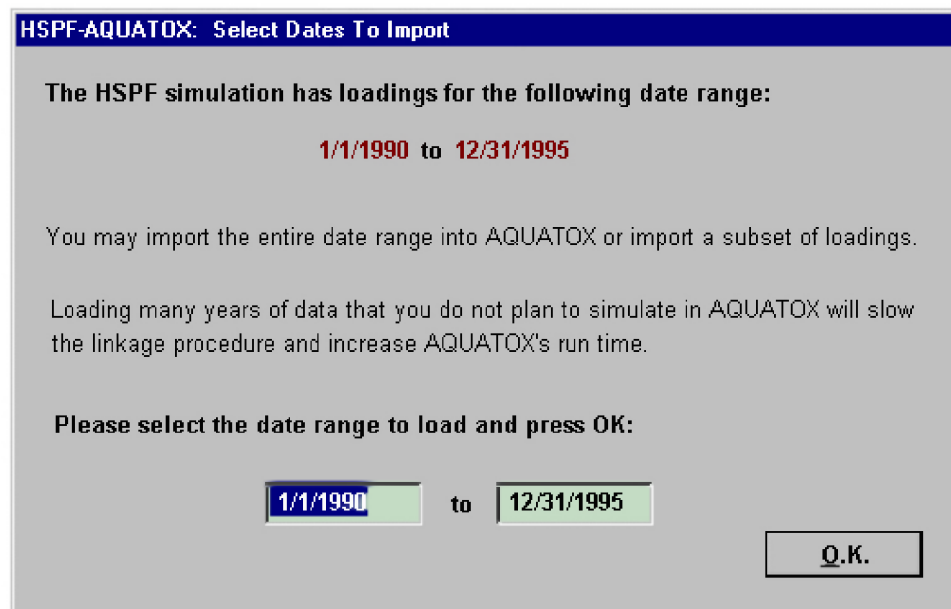 HSPF-AQUATOX: Select Dates To Import
The HSPF simulation has loadings for the following date range:
1/1/1990 to 12/31/1995
You may import the entire date range into AQUATOX or import a subset of loadings.
Loading many years of data that you do not plan to simulate in AQUATOX will slow
the linkage procedure and increase AQUATOX's run time.
Please select the date range to load and press OK:
1/1/1990 to 12/31/1995
O.K.